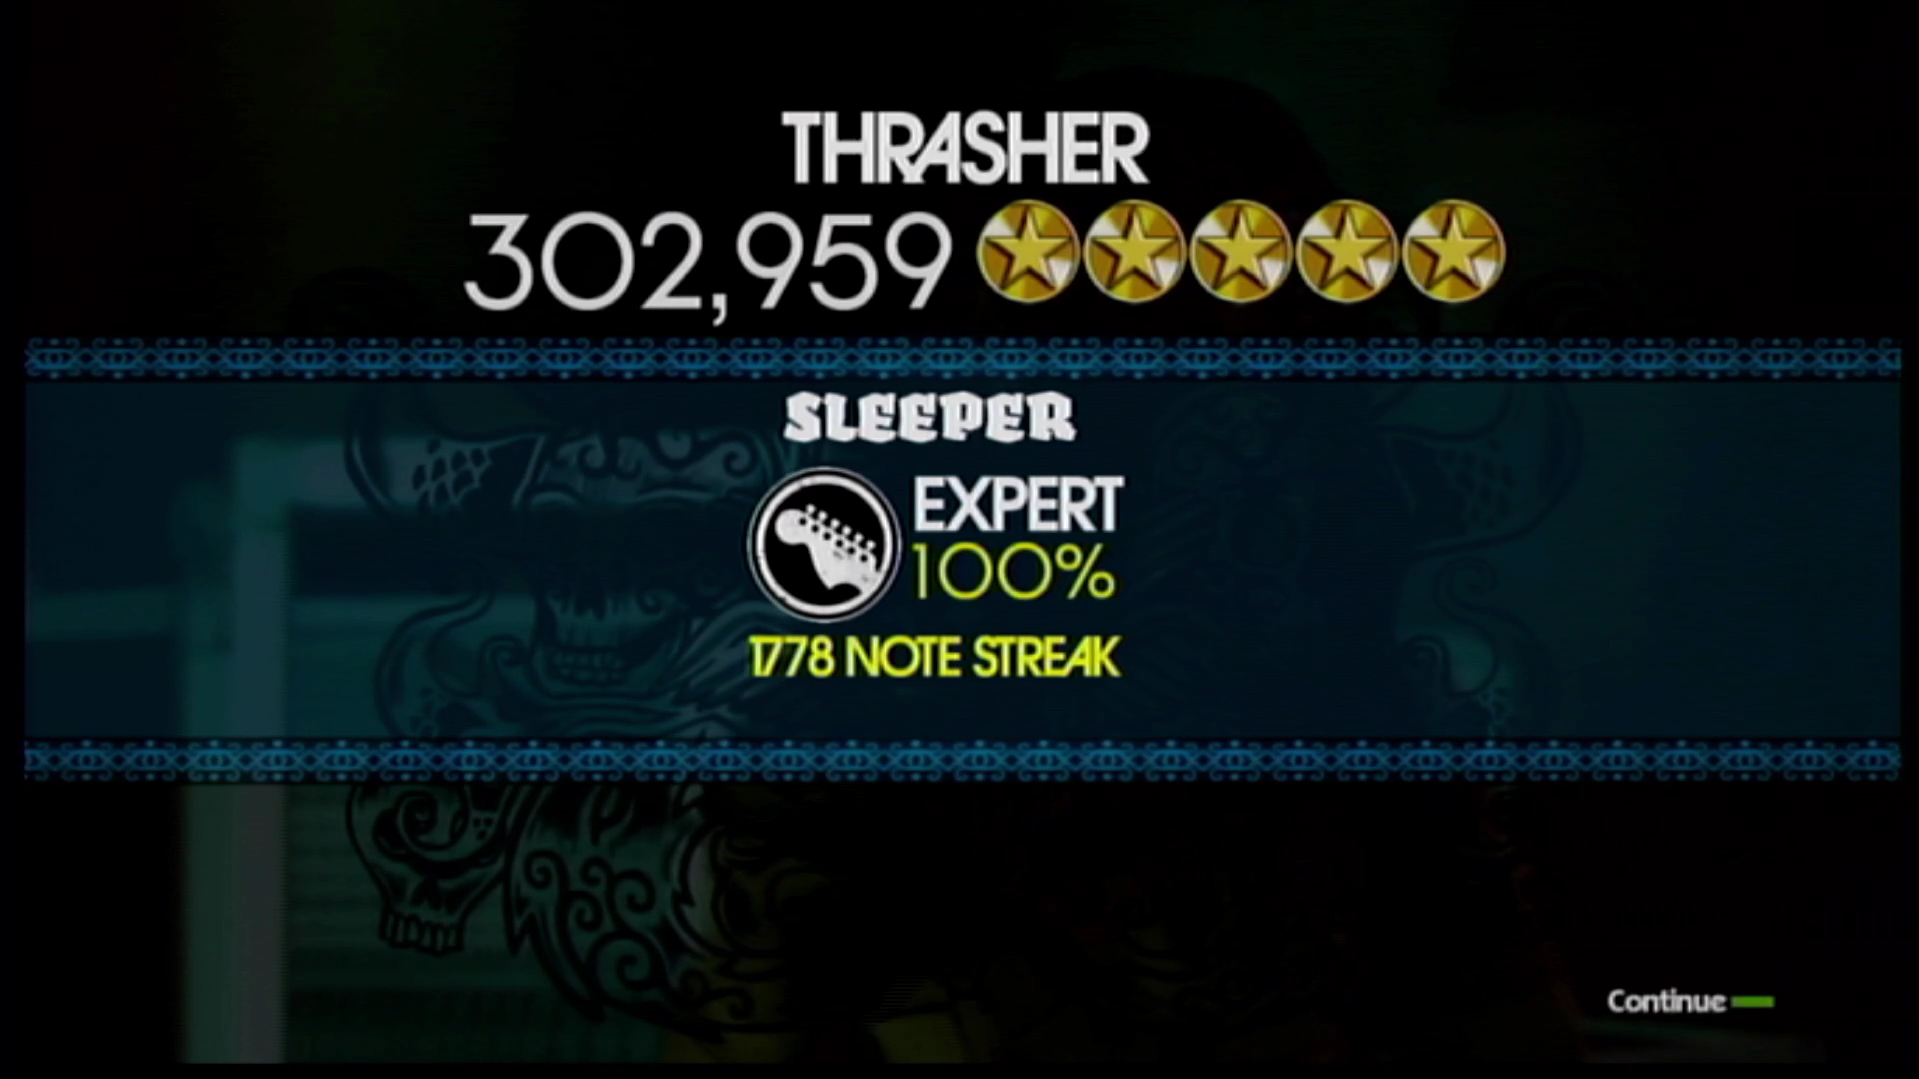 THRASHER
302,959
SLEEPER
EXPERT
100%
1778 NOTE STREAK
Continue